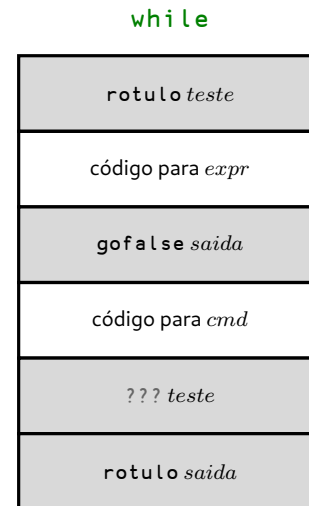 while
rotulo teste
código para expr
gofalse saida
código para cmd
??? teste
rotulo saida